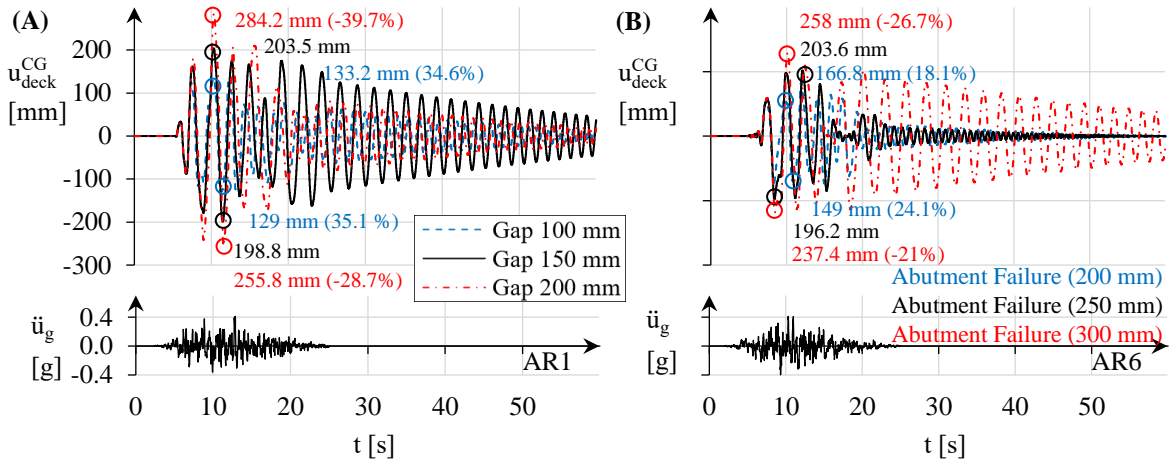 (A)
284.2 mm (-39.7%)
203.5 mm
133.2 mm (34.6%)
200
100
0
-100
-200
-300
u_deck^CG
[mm]
129 mm (35.1 %)
198.8 mm
255.8 mm (-28.7%)
Gap 100 mm
Gap 150 mm
Gap 200 mm
0.4
0.0
-0.4
ü_g
[g]
AR1
0 10 20 30 40 50
t [s]
(B)
258 mm (-26.7%)
203.6 mm
166.8 mm (18.1%)
u_deck^CG
[mm]
149 mm (24.1%)
196.2 mm
237.4 mm (-21%)
Abutment Failure (200 mm)
Abutment Failure (250 mm)
Abutment Failure (300 mm)
ü_g
[g]
AR6
0 10 20 30 40 50
t [s]